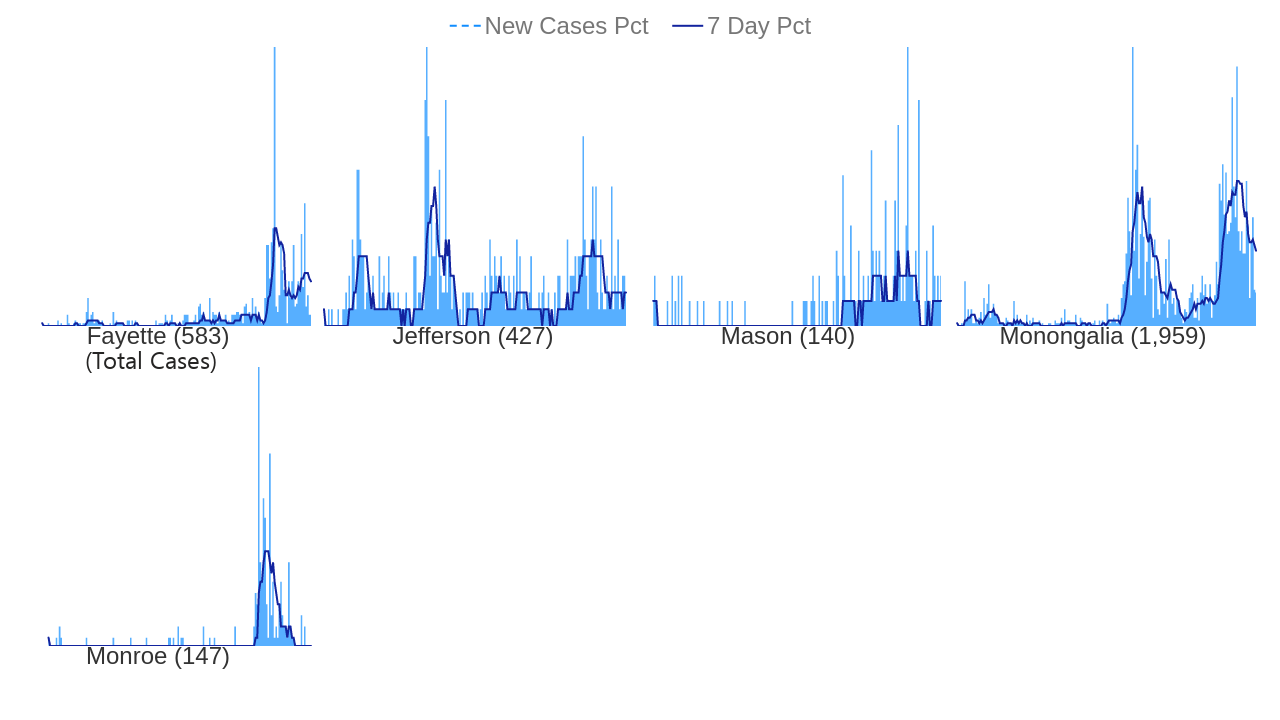 New Cases Pct 7 Day Pct
Fayette (583) Jefferson (427) Mason (140) Monongalia (1,959)
(Total Cases)
Monroe (147)